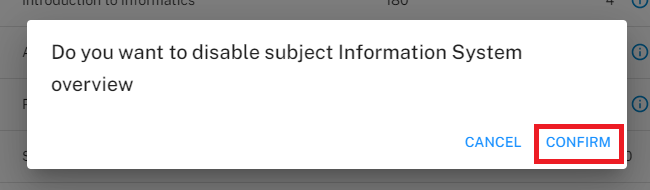 Introduction to Informatics 180 4
Do you want to disable subject Information System
overview
CANCEL CONFIRM